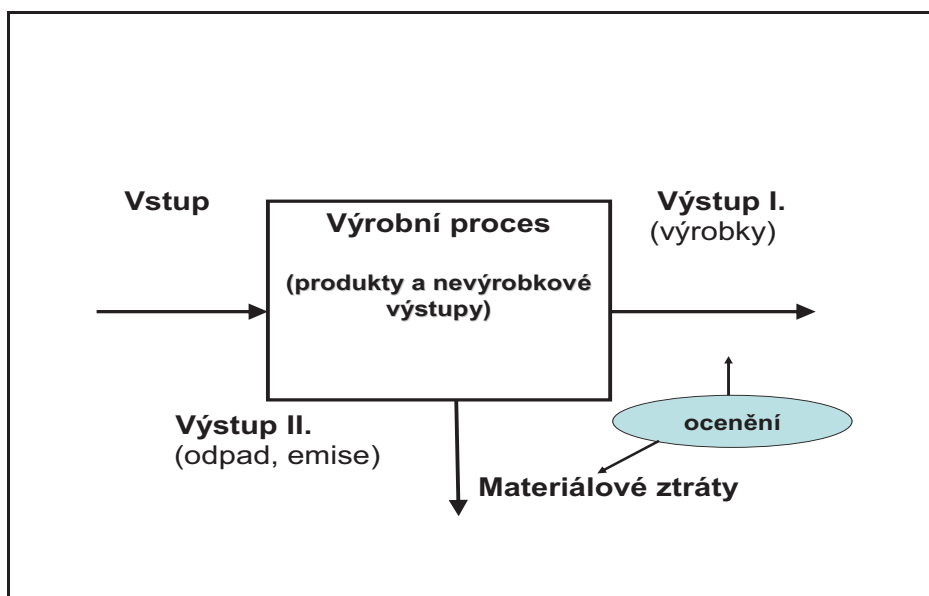 Vstup
Výrobní proces
(produkty a nevýrobkové
výstupy)
Výstup I.
(výrobky)
Výstup II.
(odpad, emise)
ocenění
Materiálové ztráty